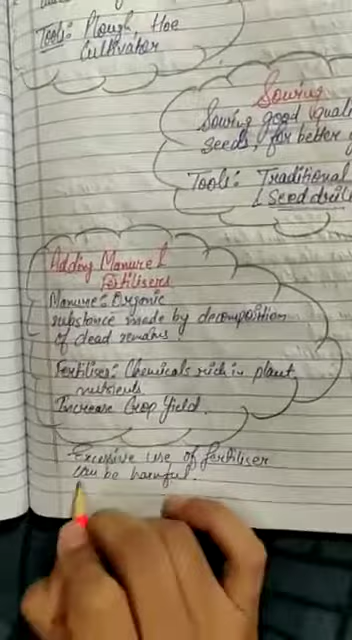 Tools: Plough, Hoe
Cultivator
Sowing
Sowing good
seeds, for better
Tools: Traditional
Seed drill
Adding Manure &
Fertilisers
Manure: Organic
substance made by decomposition
of dead remains.
Fertiliser: Chemicals rich in plant
nutrients
Increase Crop Yield.
Excessive use of fertiliser
can be harmful.